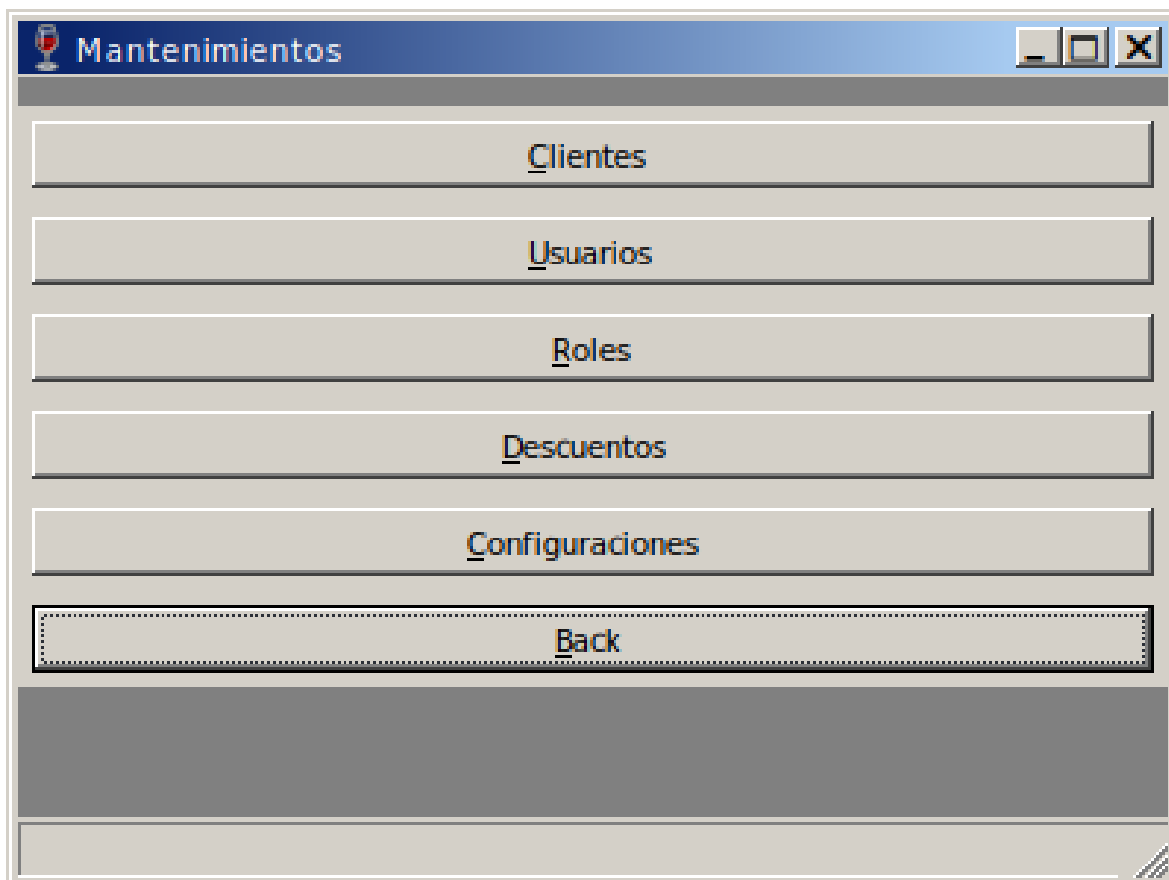 Mantenimientos
Clientes
Usuarios
Roles
Descuentos
Configuraciones
Back